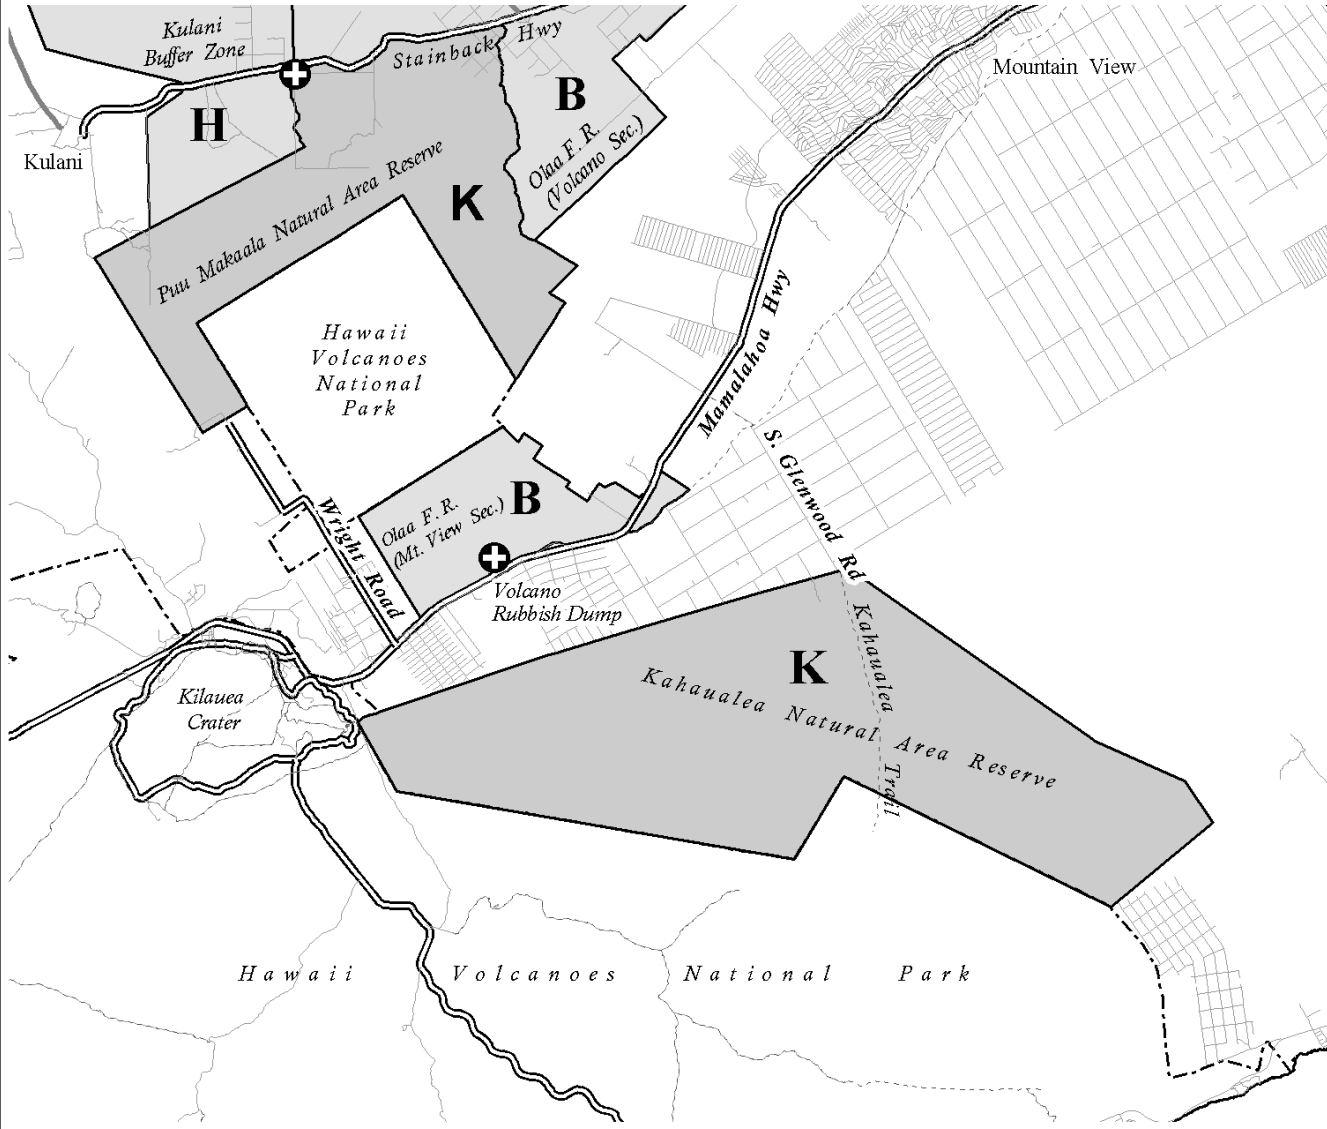 Kulani
Buffer Zone
Stainback Hwy
Mountain View
H
B
Kulani
Olaa F. R.
(Volcano Sec.)
Puu Makaala Natural Area Reserve
K
Hawaii
Volcanoes
National
Park
Mamalahoa Hwy
S. Glenwood Rd
Olaa F. R.
(Mt. View Sec.)
B
Wright Road
Volcano
Rubbish Dump
Kahaualea Trail
K
Kahaualea Natural Area Reserve
Kilauea
Crater
Hawaii Volcanoes National Park